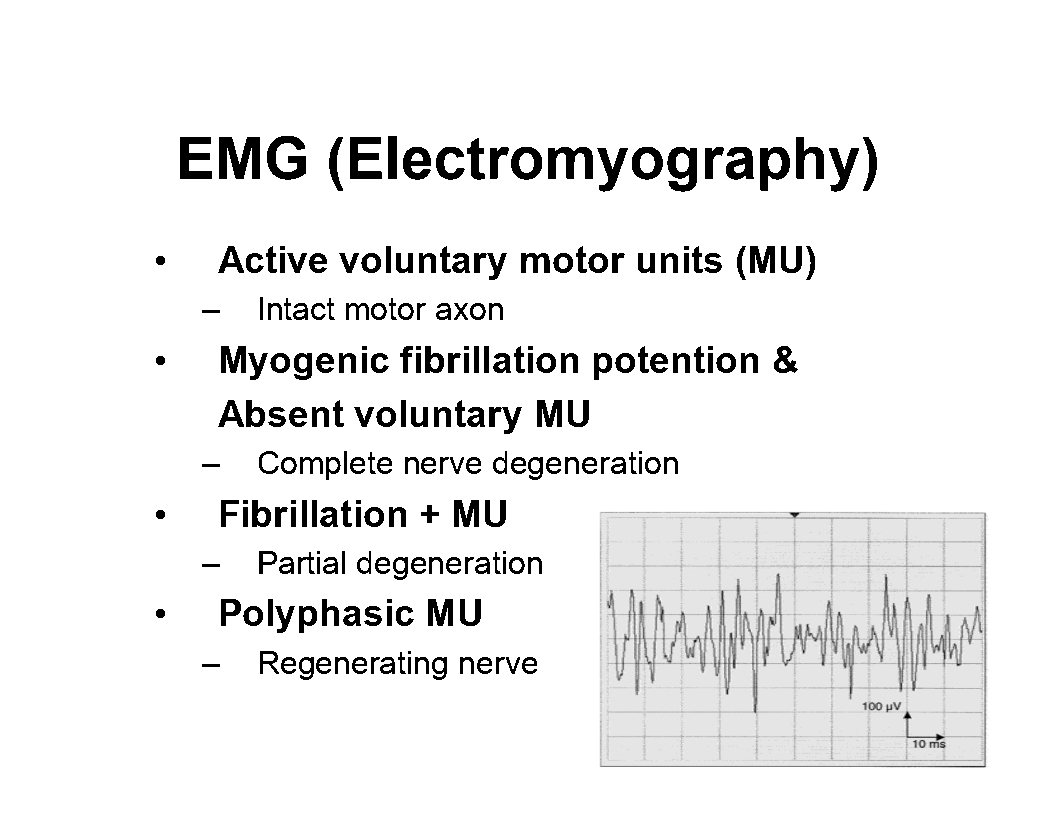 EMG (Electromyography)
• Active voluntary motor units (MU)
– Intact motor axon
• Myogenic fibrillation potention &
Absent voluntary MU
– Complete nerve degeneration
• Fibrillation + MU
– Partial degeneration
• Polyphasic MU
– Regenerating nerve
100 µV
10 ms